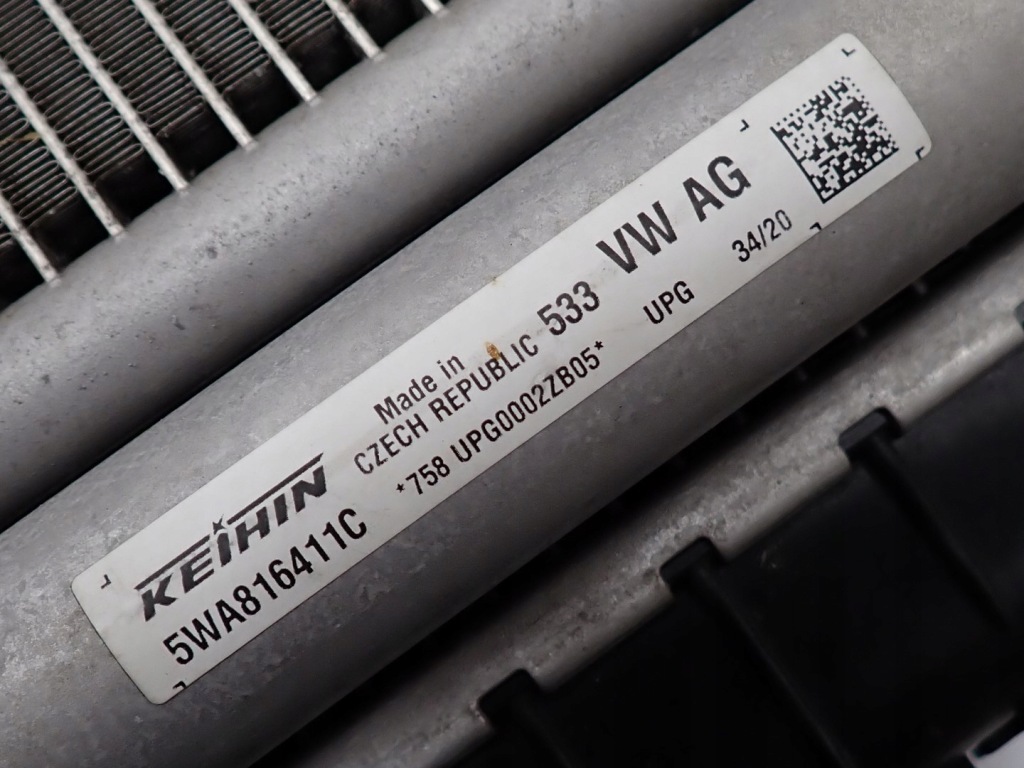 KEIHIN
5WA816411C
Made in
CZECH REPUBLIC 533 VW AG
*758 UPG0002ZB05* UPG 34/20